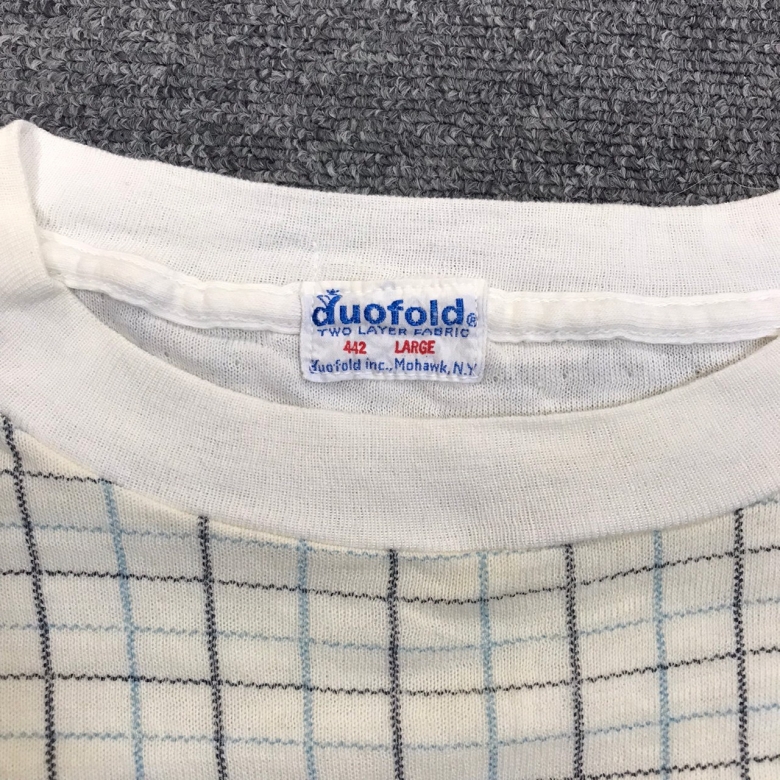 duofold®
TWO LAYER FABRIC
442 LARGE
duofold inc., Mohawk, N.Y